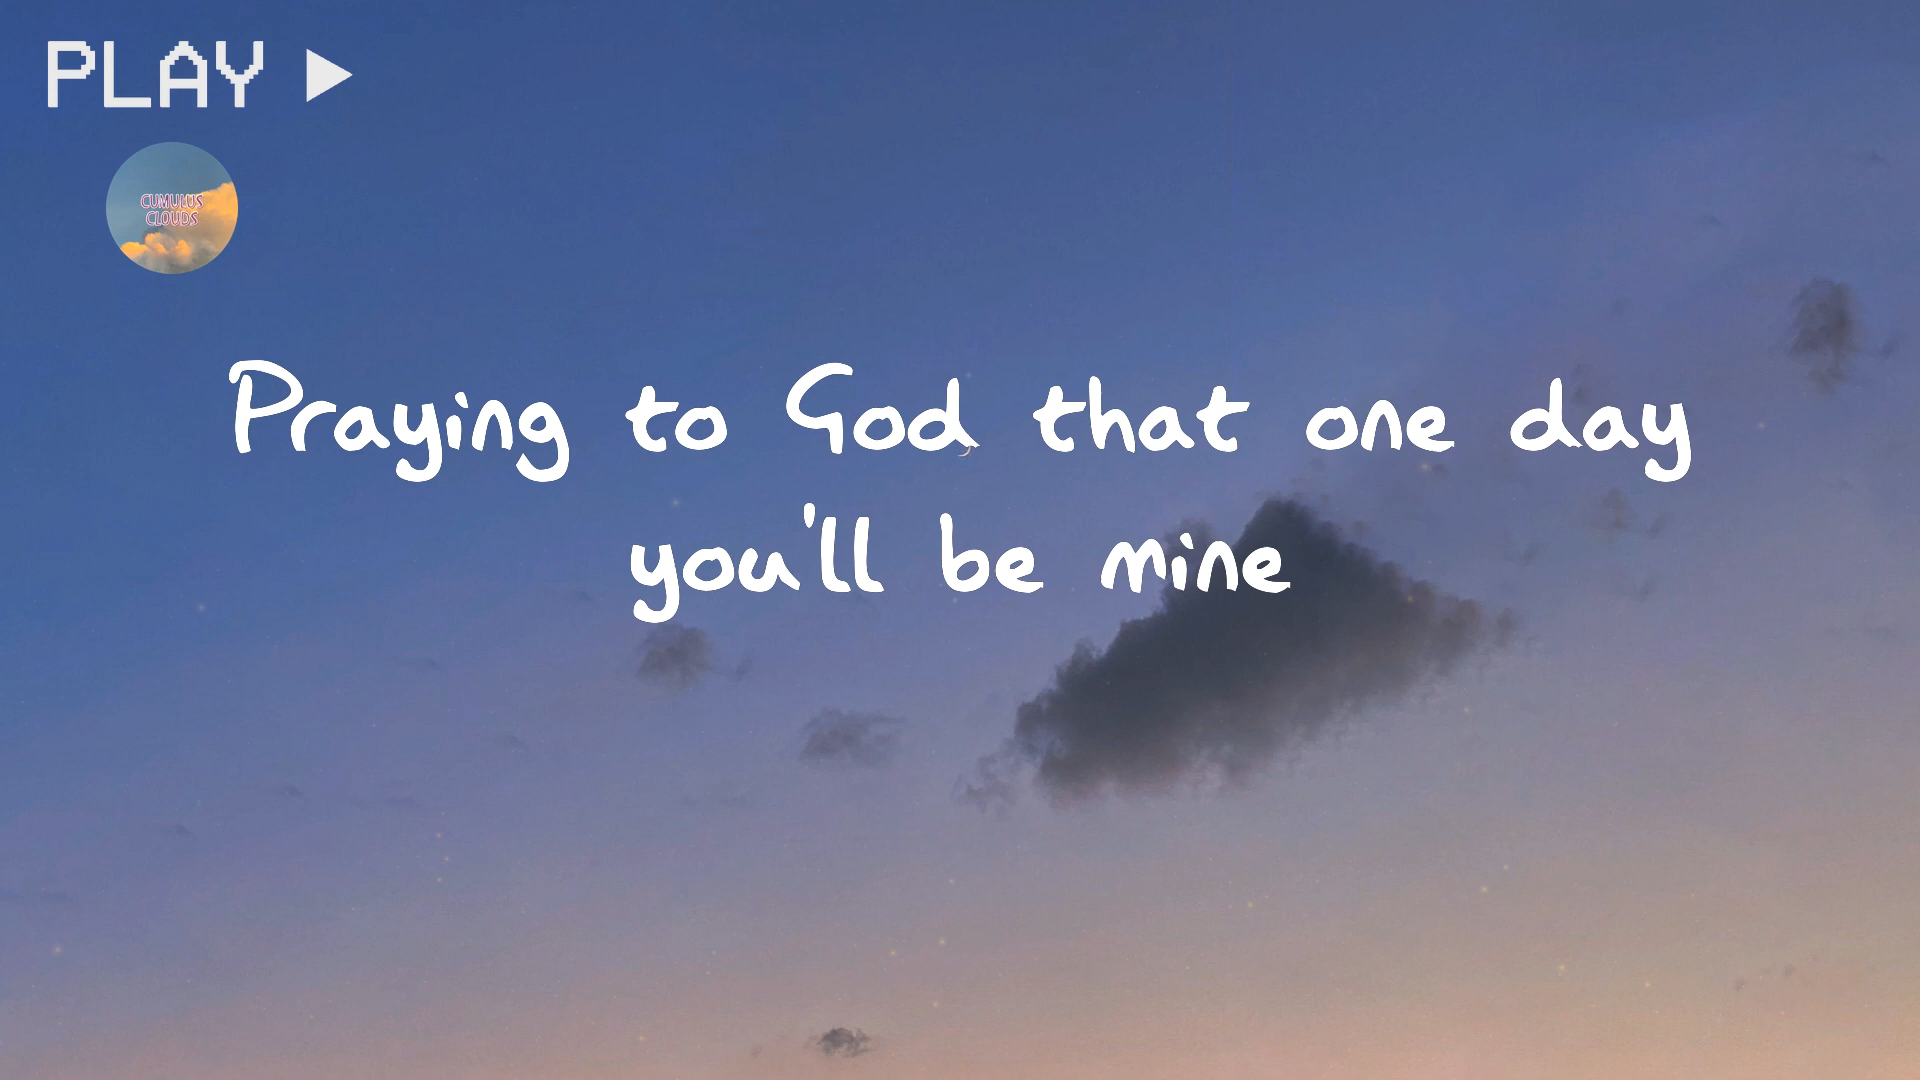 PLAY
CUMULUS
CLOUDS
Praying to God that one day
you'll be mine